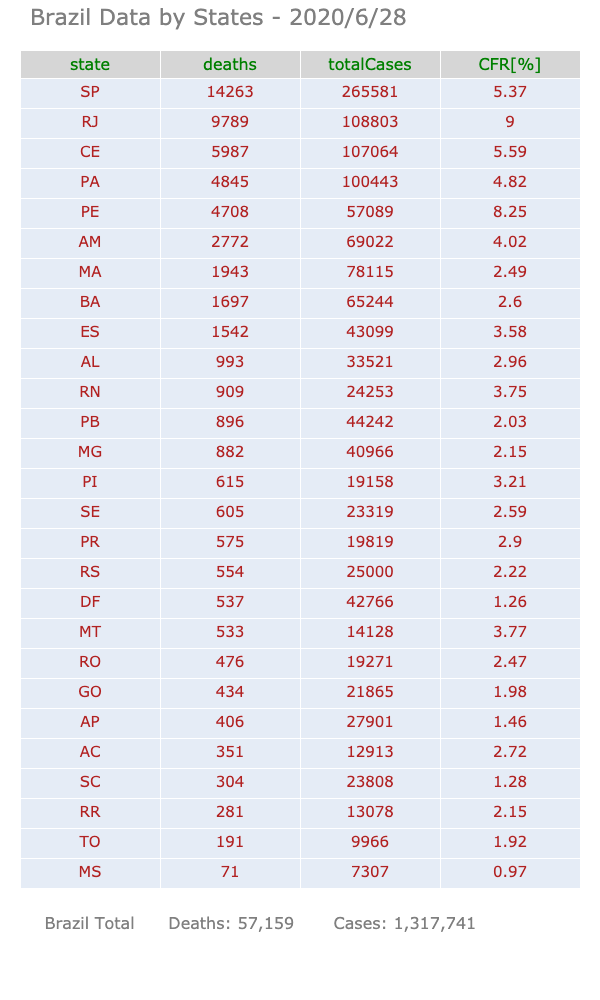 Brazil Data by States - 2020/6/28
state deaths totalCases CFR[%]
SP 14263 265581 5.37
RJ 9789 108803 9
CE 5987 107064 5.59
PA 4845 100443 4.82
PE 4708 57089 8.25
AM 2772 69022 4.02
MA 1943 78115 2.49
BA 1697 65244 2.6
ES 1542 43099 3.58
AL 993 33521 2.96
RN 909 24253 3.75
PB 896 44242 2.03
MG 882 40966 2.15
PI 615 19158 3.21
SE 605 23319 2.59
PR 575 19819 2.9
RS 554 25000 2.22
DF 537 42766 1.26
MT 533 14128 3.77
RO 476 19271 2.47
GO 434 21865 1.98
AP 406 27901 1.46
AC 351 12913 2.72
SC 304 23808 1.28
RR 281 13078 2.15
TO 191 9966 1.92
MS 71 7307 0.97
Brazil Total Deaths: 57,159 Cases: 1,317,741